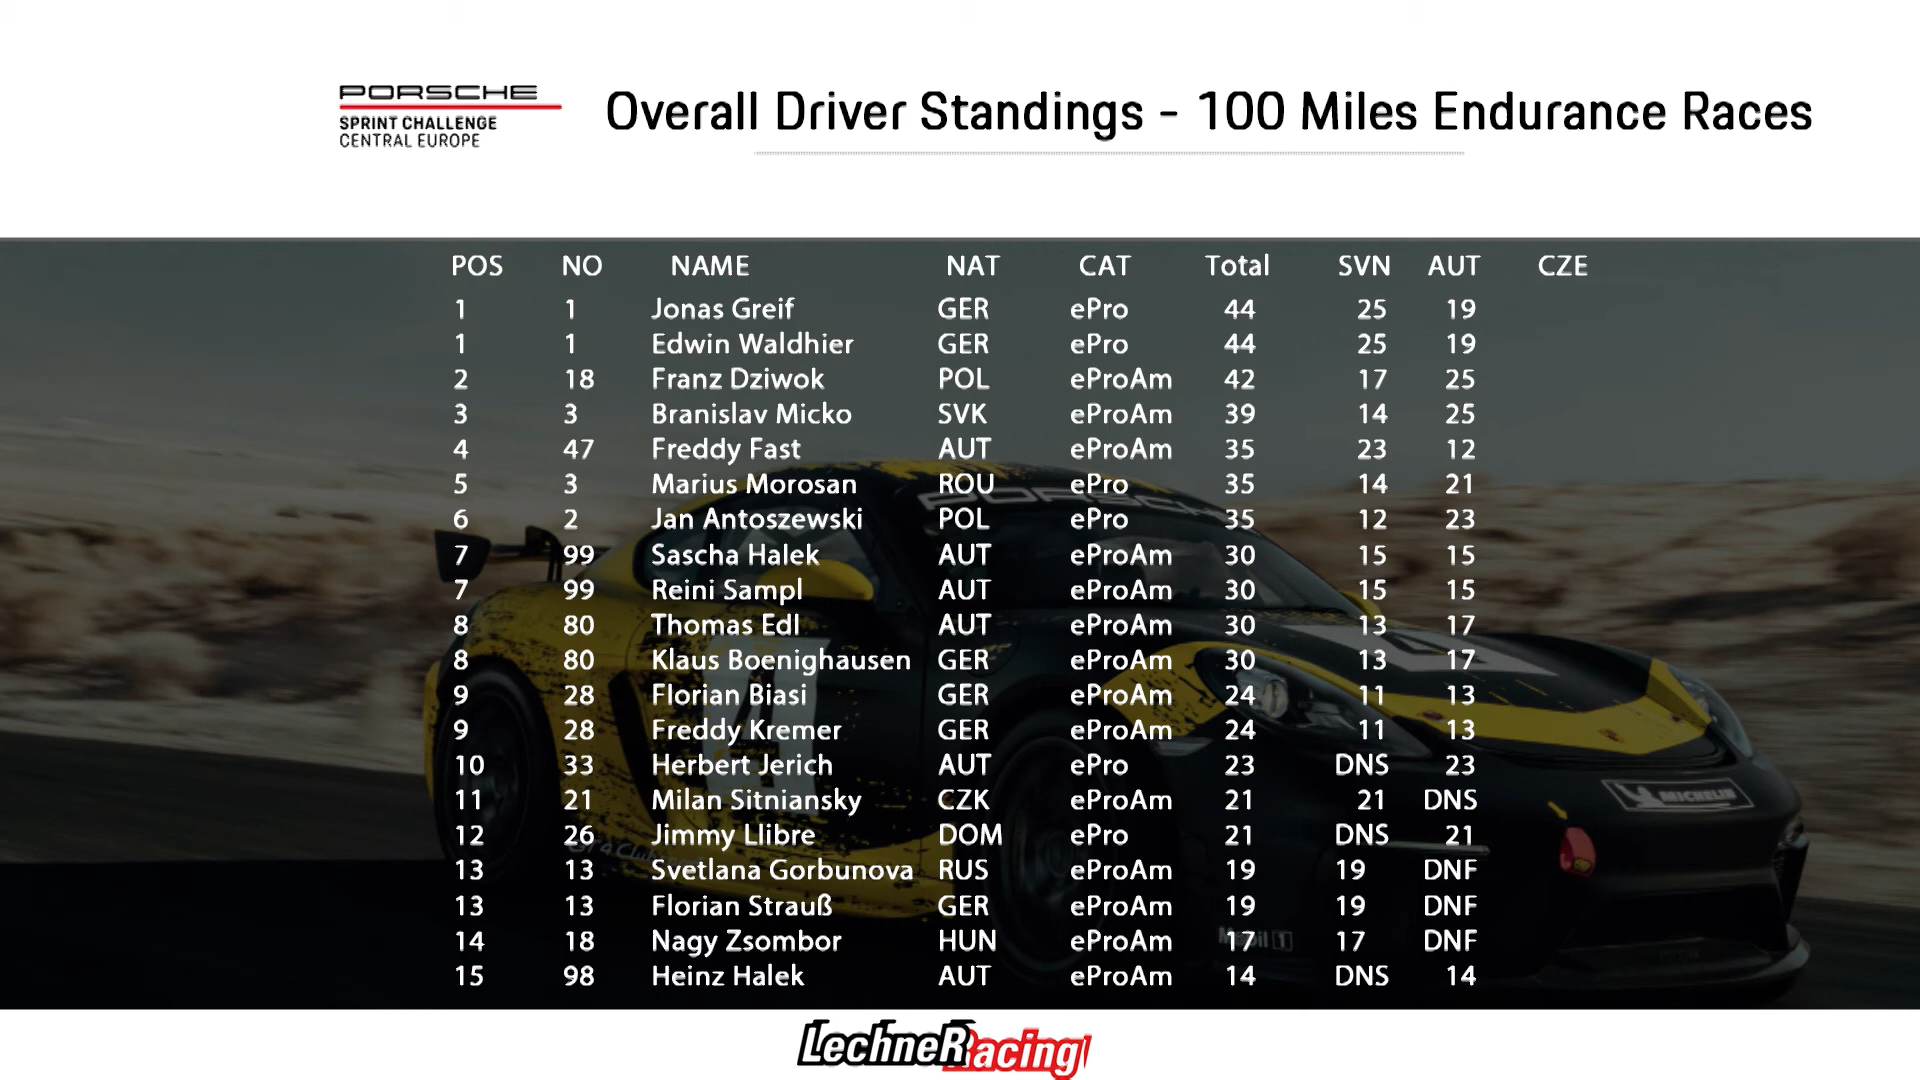 PORSCHE
SPRINT CHALLENGE
CENTRAL EUROPE
Overall Driver Standings - 100 Miles Endurance Races
POS NO NAME NAT CAT Total SVN AUT CZE
1 1 Jonas Greif GER ePro 44 25 19
1 1 Edwin Waldhier GER ePro 44 25 19
2 18 Franz Dziwok POL eProAm 42 17 25
3 3 Branislav Micko SVK eProAm 39 14 25
4 47 Freddy Fast AUT eProAm 35 23 12
5 3 Marius Morosan ROU ePro 35 14 21
6 2 Jan Antoszewski POL ePro 35 12 23
7 99 Sascha Halek AUT eProAm 30 15 15
7 99 Reini Sampl AUT eProAm 30 15 15
8 80 Thomas Edl AUT eProAm 30 13 17
8 80 Klaus Boenighausen GER eProAm 30 13 17
9 28 Florian Biasi GER eProAm 24 11 13
9 28 Freddy Kremer GER eProAm 24 11 13
10 33 Herbert Jerich AUT ePro 23 DNS 23
11 21 Milan Sitniansky CZK eProAm 21 21 DNS
12 26 Jimmy Llibre DOM ePro 21 DNS 21
13 13 Svetlana Gorbunova RUS eProAm 19 19 DNF
13 13 Florian Strauß GER eProAm 19 19 DNF
14 18 Nagy Zsombor HUN eProAm 17 17 DNF
15 98 Heinz Halek AUT eProAm 14 DNS 14
PORSCHE
4
MICHELIN
Mobil 1
LechneRacing